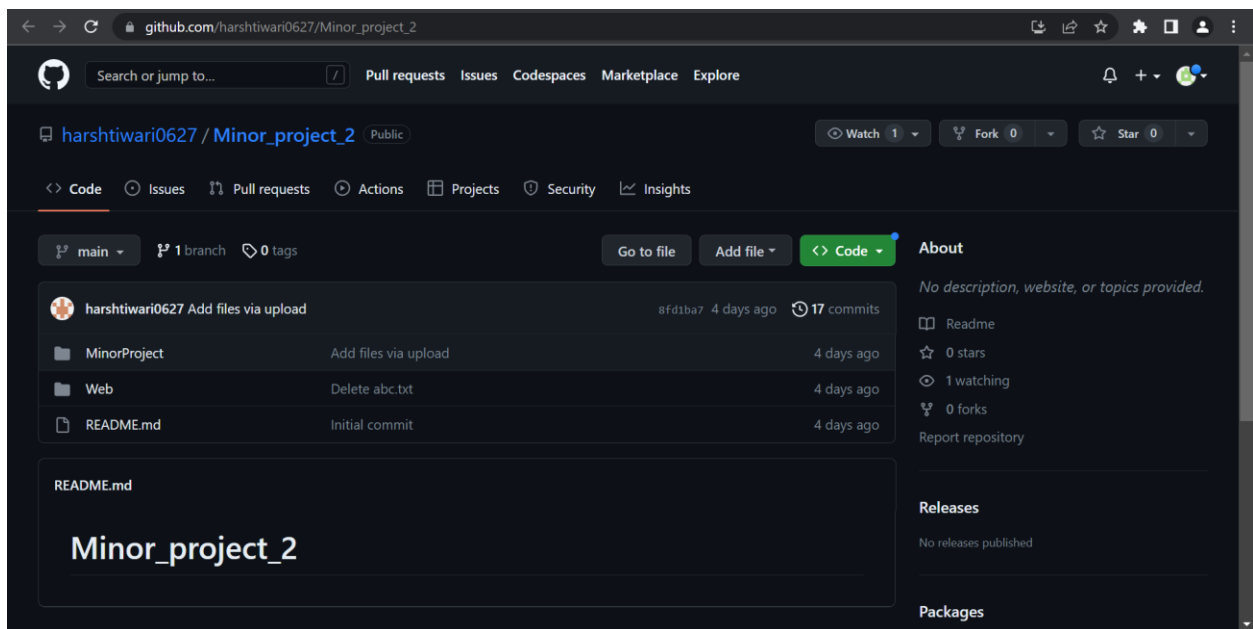 github.com/harshtiwari0627/Minor_project_2
Search or jump to... / Pull requests Issues Codespaces Marketplace Explore
harshtiwari0627 / Minor_project_2 Public Watch 1 Fork 0 Star 0
Code Issues Pull requests Actions Projects Security Insights
main 1 branch 0 tags Go to file Add file Code
harshtiwari0627 Add files via upload 8fd1ba7 4 days ago 17 commits
MinorProject Add files via upload 4 days ago
Web Delete abc.txt 4 days ago
README.md Initial commit 4 days ago
README.md
Minor_project_2
About
No description, website, or topics provided.
Readme
0 stars
1 watching
0 forks
Report repository
Releases
No releases published
Packages